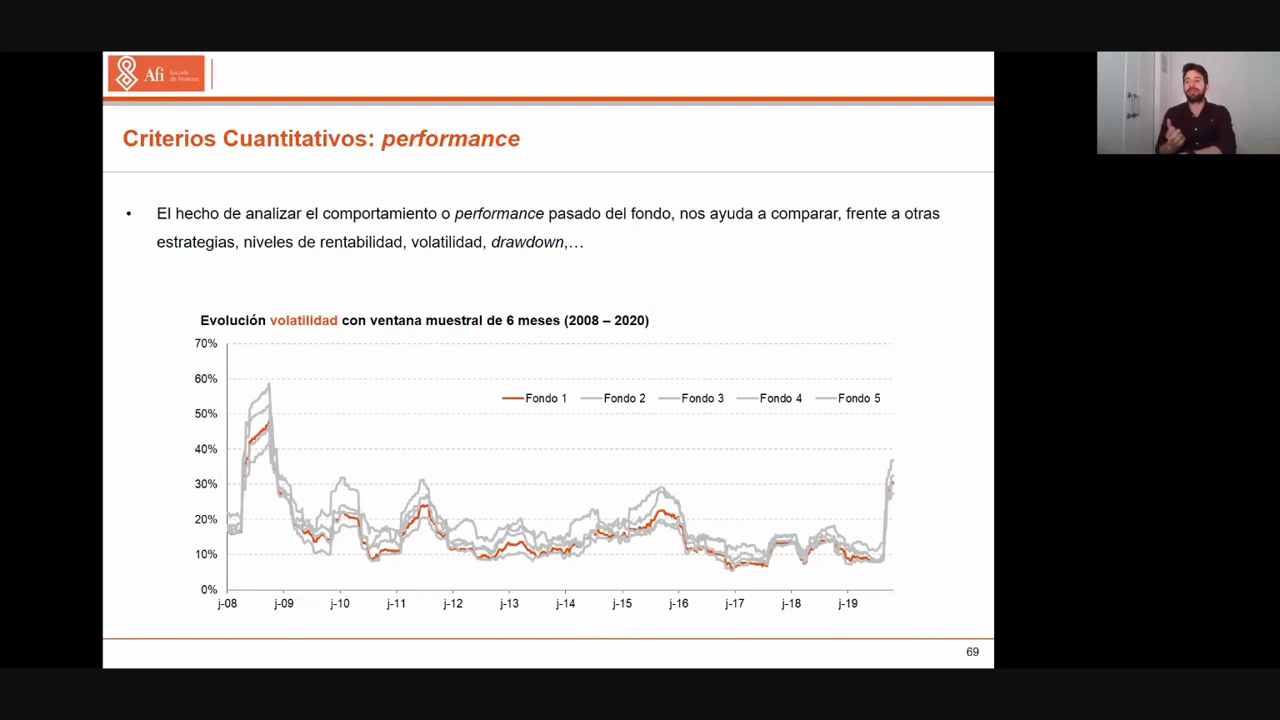 Afi Escuela de Finanzas
Criterios Cuantitativos: performance
• El hecho de analizar el comportamiento o performance pasado del fondo, nos ayuda a comparar, frente a otras
estrategias, niveles de rentabilidad, volatilidad, drawdown,…
Evolución volatilidad con ventana muestral de 6 meses (2008 – 2020)
70%
60%
50%
40%
30%
20%
10%
0%
Fondo 1 Fondo 2 Fondo 3 Fondo 4 Fondo 5
j-08 j-09 j-10 j-11 j-12 j-13 j-14 j-15 j-16 j-17 j-18 j-19
69